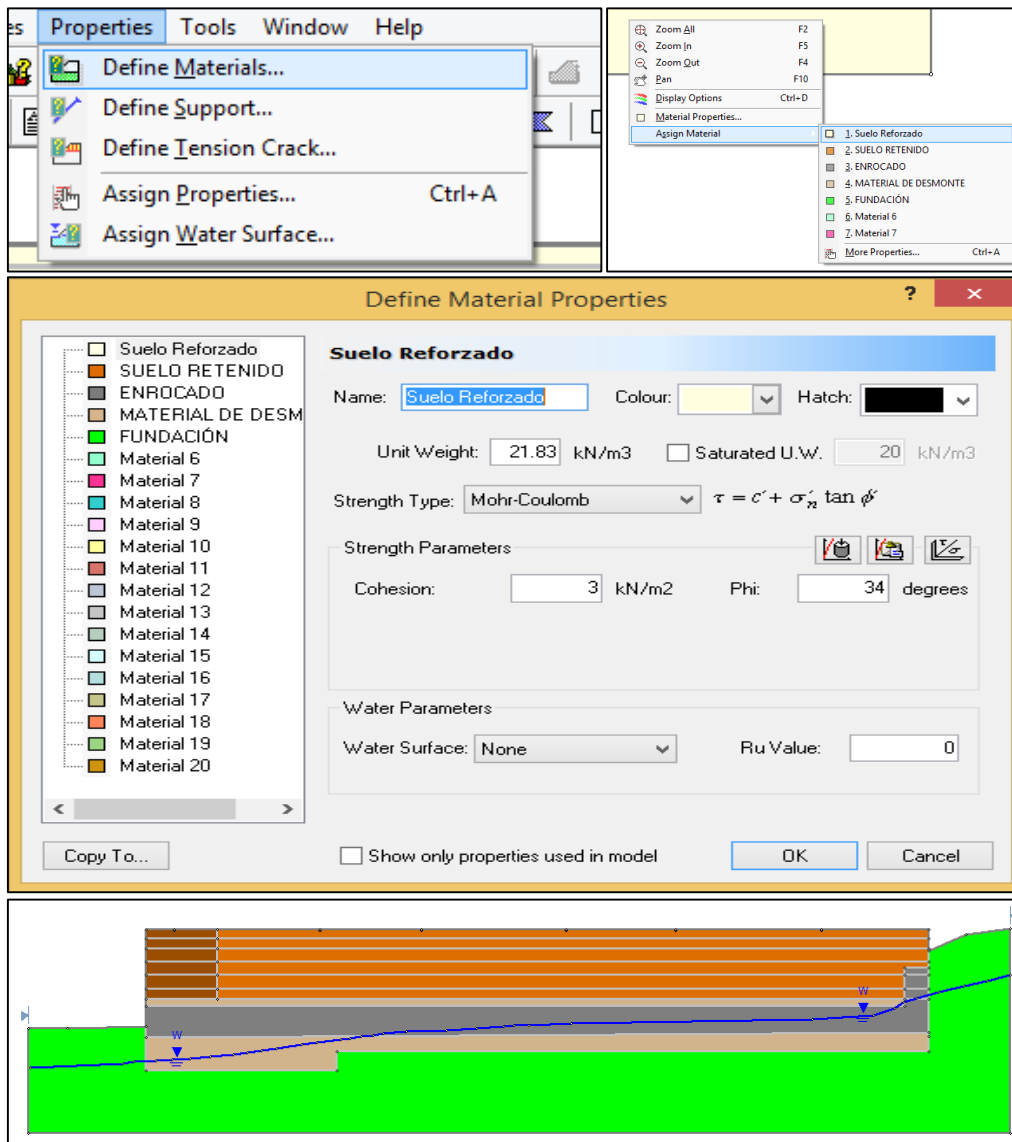 es Properties Tools Window Help
Define Materials...
Define Support...
Define Tension Crack...
Assign Properties... Ctrl+A
Assign Water Surface...
Zoom All F2
Zoom In F5
Zoom Out F4
Pan F10
Display Options Ctrl+D
Material Properties...
Assign Material
1. Suelo Reforzado
2. SUELO RETENIDO
3. ENROCADO
4. MATERIAL DE DESMONTE
5. FUNDACIÓN
6. Material 6
7. Material 7
More Properties... Ctrl+A
Define Material Properties ?
Suelo Reforzado
SUELO RETENIDO
ENROCADO
MATERIAL DE DESM
FUNDACIÓN
Material 6
Material 7
Material 8
Material 9
Material 10
Material 11
Material 12
Material 13
Material 14
Material 15
Material 16
Material 17
Material 18
Material 19
Material 20
Copy To...
Suelo Reforzado
Name: Suelo Reforzado Colour: Hatch:
Unit Weight: 21.83 kN/m3 Saturated U.W. 20 kN/m3
Strength Type: Mohr-Coulomb τ = c′ + σ′n tan ϕ′
Strength Parameters
Cohesion: 3 kN/m2 Phi: 34 degrees
Water Parameters
Water Surface: None Ru Value: 0
Show only properties used in model OK Cancel
W
W